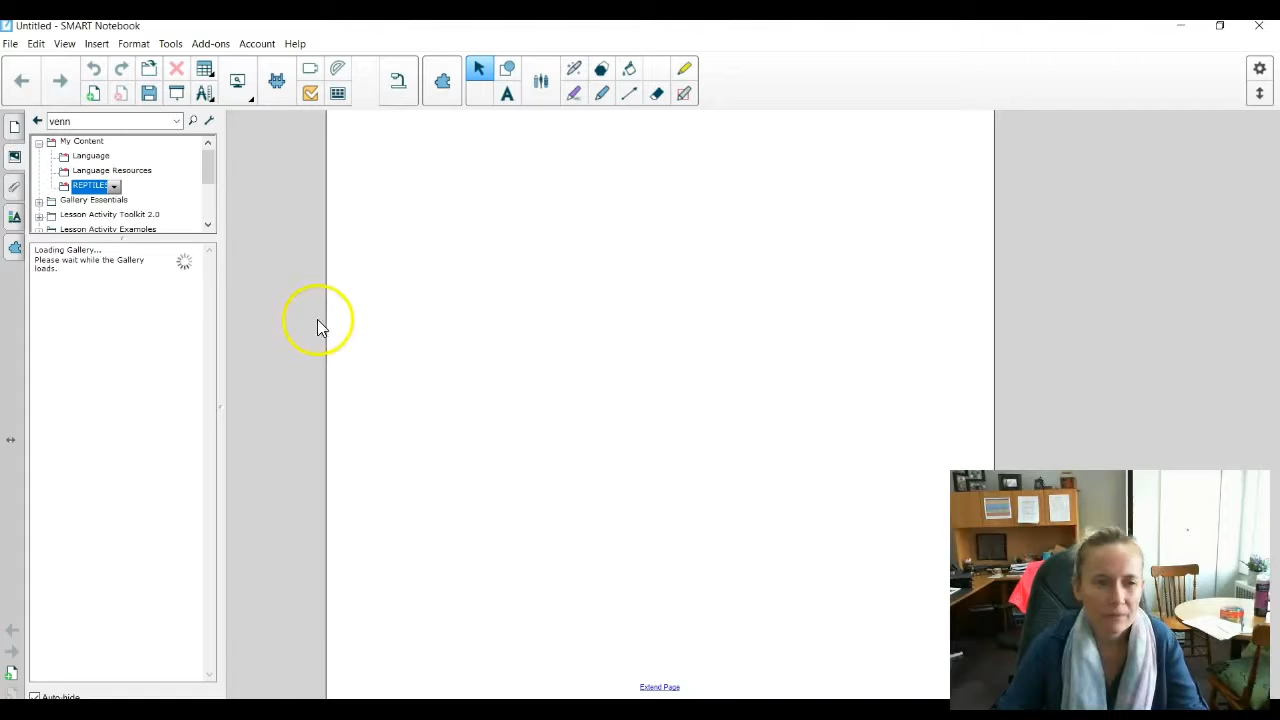 Untitled - SMART Notebook
File Edit View Insert Format Tools Add-ons Account Help
venn
My Content
Language
Language Resources
REPTILES
Gallery Essentials
Lesson Activity Toolkit 2.0
Lesson Activity Examples
Loading Gallery...
Please wait while the Gallery
loads.
Extend Page
Auto-hide